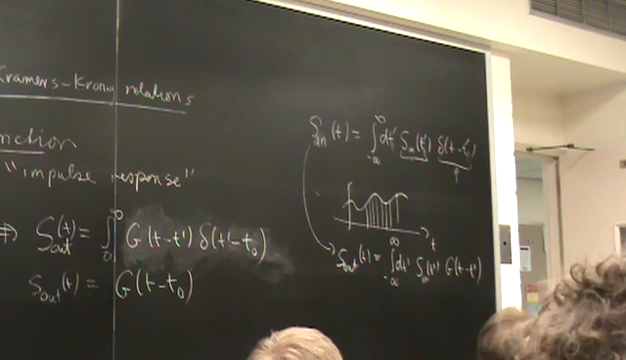 Kramers-Kronig relations
nction
"impulse response"
⇒ S_out(t) = ∫_0^∞ G(t-t') δ(t'-t_0)
S_out(t) = G(t-t_0)
S_in(t) = ∫_{-∞}^∞ dt' S_in(t') δ(t-t')
∞ t
S_out(t) = ∫_{-∞}^∞ dt' S_in(t') G(t-t')